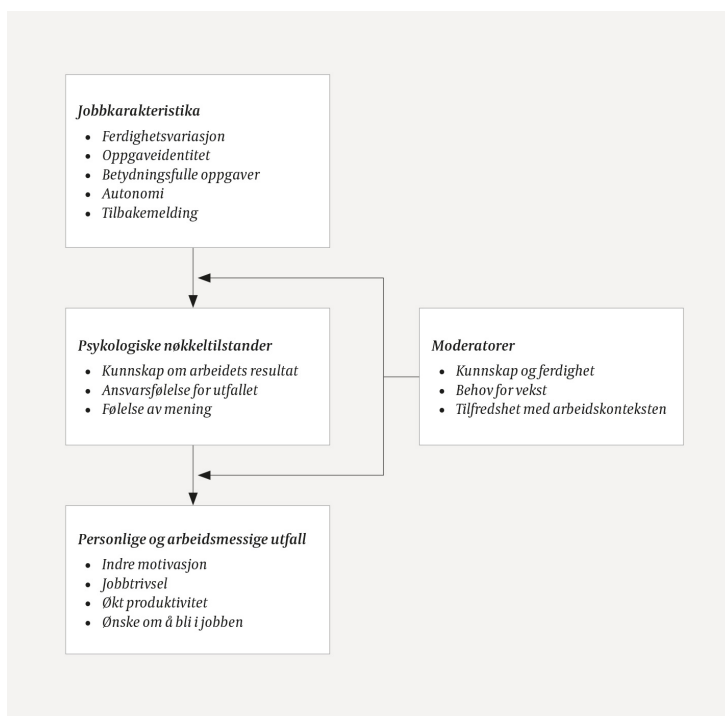 Jobbkarakteristika
• Ferdighetsvariasjon
• Oppgaveidentitet
• Betydningsfulle oppgaver
• Autonomi
• Tilbakemelding
Psykologiske nøkkeltilstander
• Kunnskap om arbeidets resultat
• Ansvarsfølelse for utfallet
• Følelse av mening
Moderatorer
• Kunnskap og ferdighet
• Behov for vekst
• Tilfredshet med arbeidskonteksten
Personlige og arbeidsmessige utfall
• Indre motivasjon
• Jobbtrivsel
• Økt produktivitet
• Ønske om å bli i jobben